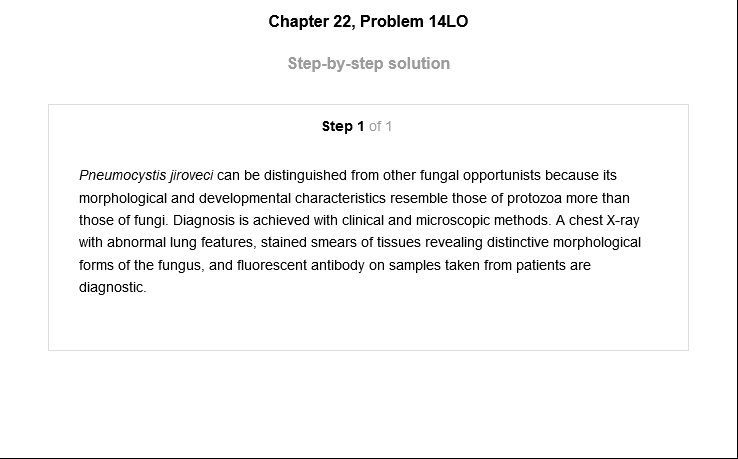 Chapter 22, Problem 14LO
Step-by-step solution
Step 1 of 1
Pneumocystis jiroveci can be distinguished from other fungal opportunists because its
morphological and developmental characteristics resemble those of protozoa more than
those of fungi. Diagnosis is achieved with clinical and microscopic methods. A chest X-ray
with abnormal lung features, stained smears of tissues revealing distinctive morphological
forms of the fungus, and fluorescent antibody on samples taken from patients are
diagnostic.